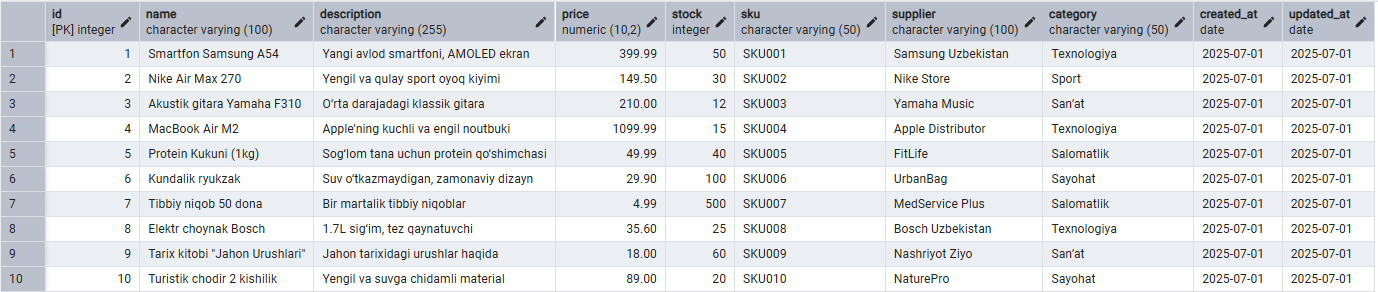 id name description price stock sku supplier category created_at updated_at
[PK] integer character varying (100) character varying (255) numeric (10,2) integer character varying (50) character varying (100) character varying (50) date date
1 1 Smartfon Samsung A54 Yangi avlod smartfoni, AMOLED ekran 399.99 50 SKU001 Samsung Uzbekistan Texnologiya 2025-07-01 2025-07-01
2 2 Nike Air Max 270 Yengil va qulay sport oyoq kiyimi 149.50 30 SKU002 Nike Store Sport 2025-07-01 2025-07-01
3 3 Akustik gitara Yamaha F310 O‘rta darajadagi klassik gitara 210.00 12 SKU003 Yamaha Music San’at 2025-07-01 2025-07-01
4 4 MacBook Air M2 Apple’ning kuchli va engil noutbuki 1099.99 15 SKU004 Apple Distributor Texnologiya 2025-07-01 2025-07-01
5 5 Protein Kukuni (1kg) Sog‘lom tana uchun protein qo‘shimchasi 49.99 40 SKU005 FitLife Salomatlik 2025-07-01 2025-07-01
6 6 Kundalik ryukzak Suv o‘tkazmaydigan, zamonaviy dizayn 29.90 100 SKU006 UrbanBag Sayohat 2025-07-01 2025-07-01
7 7 Tibbiy niqob 50 dona Bir martalik tibbiy niqoblar 4.99 500 SKU007 MedService Plus Salomatlik 2025-07-01 2025-07-01
8 8 Elektr choynak Bosch 1.7L sig‘im, tez qaynatuvchi 35.60 25 SKU008 Bosch Uzbekistan Texnologiya 2025-07-01 2025-07-01
9 9 Tarix kitobi "Jahon Urushlari" Jahon tarixidagi urushlar haqida 18.00 60 SKU009 Nashriyot Ziyo San’at 2025-07-01 2025-07-01
10 10 Turistik chodir 2 kishilik Yengil va suvga chidamli material 89.00 20 SKU010 NaturePro Sayohat 2025-07-01 2025-07-01